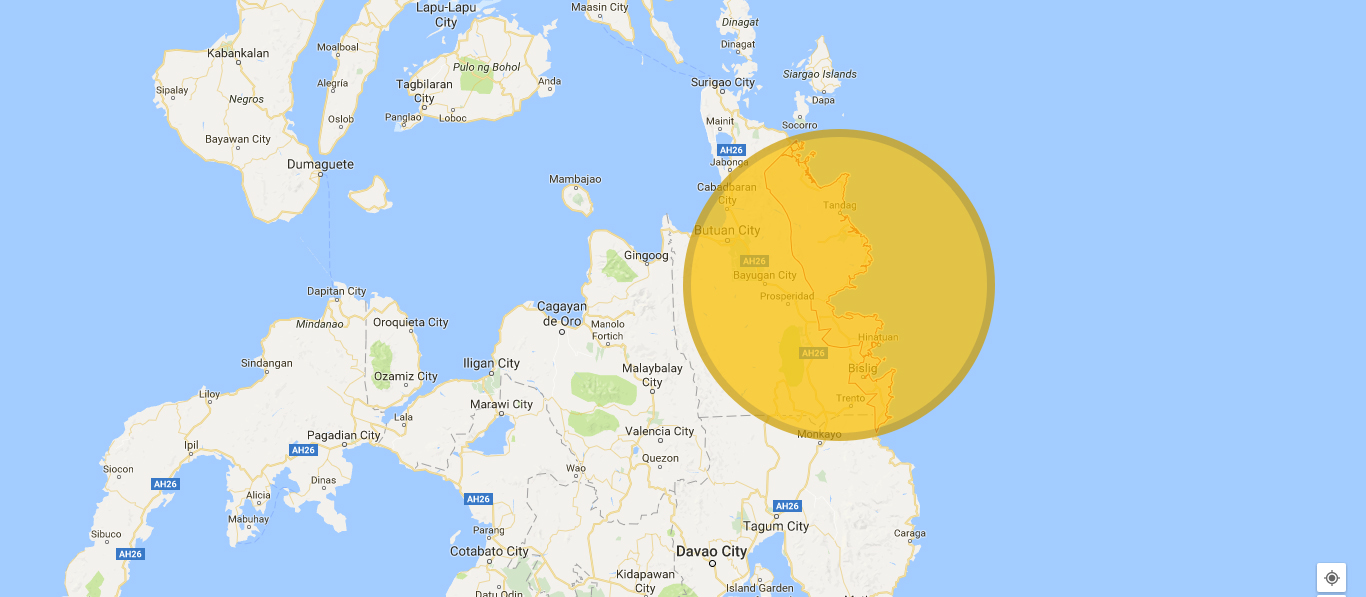 Lapu-Lapu
City
Maasin City
Dinagat
Dinagat
Kabankalan
Moalboal
Pulo ng Bohol
Siargao Islands
Sipalay
Alegria
Tagbilaran
City
Anda
Surigao City
Negros
Dapa
Oslob
Panglao
Loboc
Mainit
Socorro
Bayawan City
AH26
Dumaguete
Jabonga
Mambajao
Cabadbaran
City
Tandag
Butuan City
Gingoog
AH26
Bayugan City
Dapitan City
Prosperidad
Cagayan
de Oro
Mindanao
Oroquieta City
Manolo
Fortich
Hinatuan
AH26
Sindangan
Iligan City
Malaybalay
City
Bislig
Ozamiz City
Liloy
Marawi City
Trento
Lala
Pagadian City
Valencia City
Monkayo
Ipil
AH26
Siocon
Wao
Quezon
AH26
Dinas
Alicia
AH26
AH26
Mabuhay
Tagum City
Sibuco
Parang
Caraga
AH26
Cotabato City
Davao City
Kidapawan
City
Island Garden
Datu Odin